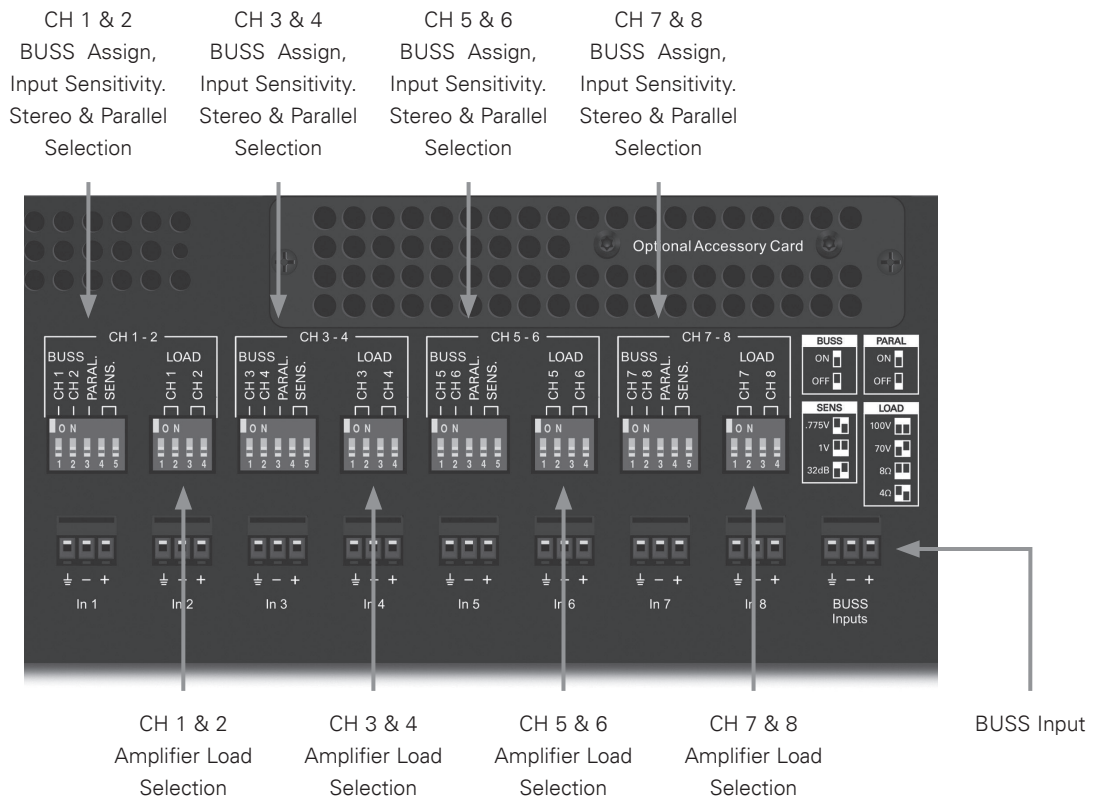 CH 1 & 2
BUSS Assign,
Input Sensitivity.
Stereo & Parallel
Selection
CH 3 & 4
BUSS Assign,
Input Sensitivity.
Stereo & Parallel
Selection
CH 5 & 6
BUSS Assign,
Input Sensitivity.
Stereo & Parallel
Selection
CH 7 & 8
BUSS Assign,
Input Sensitivity.
Stereo & Parallel
Selection
Optional Accessory Card
CH 1 - 2
BUSS
CH 1
CH 2
PARAL.
SENS.
LOAD
CH 1
CH 2
ON
1 2 3 4 5
ON
1 2 3 4
CH 3 - 4
BUSS
CH 3
CH 4
PARAL.
SENS.
LOAD
CH 3
CH 4
ON
1 2 3 4 5
ON
1 2 3 4
CH 5 - 6
BUSS
CH 5
CH 6
PARAL.
SENS.
LOAD
CH 5
CH 6
ON
1 2 3 4 5
ON
1 2 3 4
CH 7 - 8
BUSS
CH 7
CH 8
PARAL.
SENS.
LOAD
CH 7
CH 8
ON
1 2 3 4 5
ON
1 2 3 4
BUSS
ON
OFF
PARAL
ON
OFF
SENS
.775V
1V
32dB
LOAD
100V
70V
8Ω
4Ω
⏚ − +
In 1
⏚ − +
In 2
⏚ − +
In 3
⏚ − +
In 4
⏚ − +
In 5
⏚ − +
In 6
⏚ − +
In 7
⏚ − +
In 8
⏚ − +
BUSS
Inputs
CH 1 & 2
Amplifier Load
Selection
CH 3 & 4
Amplifier Load
Selection
CH 5 & 6
Amplifier Load
Selection
CH 7 & 8
Amplifier Load
Selection
BUSS Input